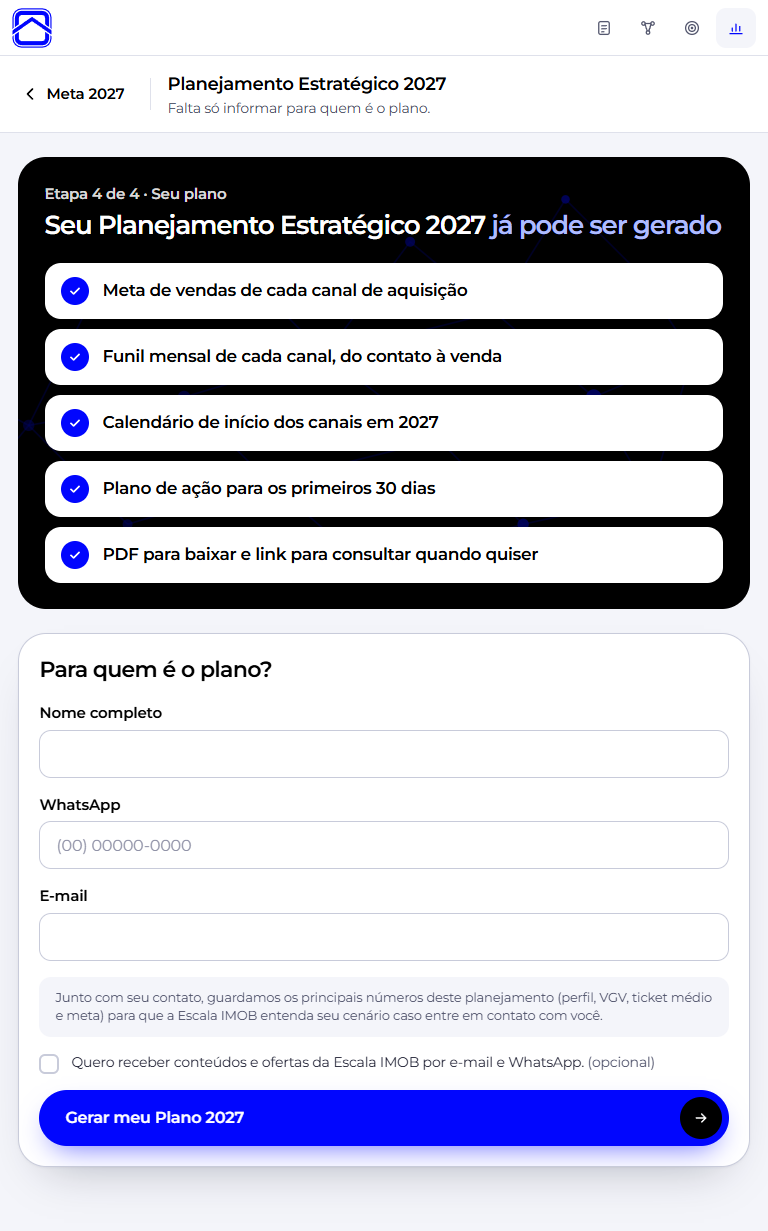 Meta 2027
Planejamento Estratégico 2027
Falta só informar para quem é o plano.
Etapa 4 de 4 · Seu plano
Seu Planejamento Estratégico 2027 já pode ser gerado
Meta de vendas de cada canal de aquisição
Funil mensal de cada canal, do contato à venda
Calendário de início dos canais em 2027
Plano de ação para os primeiros 30 dias
PDF para baixar e link para consultar quando quiser
Para quem é o plano?
Nome completo
WhatsApp
(00) 00000-0000
E-mail
Junto com seu contato, guardamos os principais números deste planejamento (perfil, VGV, ticket médio
e meta) para que a Escala IMOB entenda seu cenário caso entre em contato com você.
Quero receber conteúdos e ofertas da Escala IMOB por e-mail e WhatsApp. (opcional)
Gerar meu Plano 2027